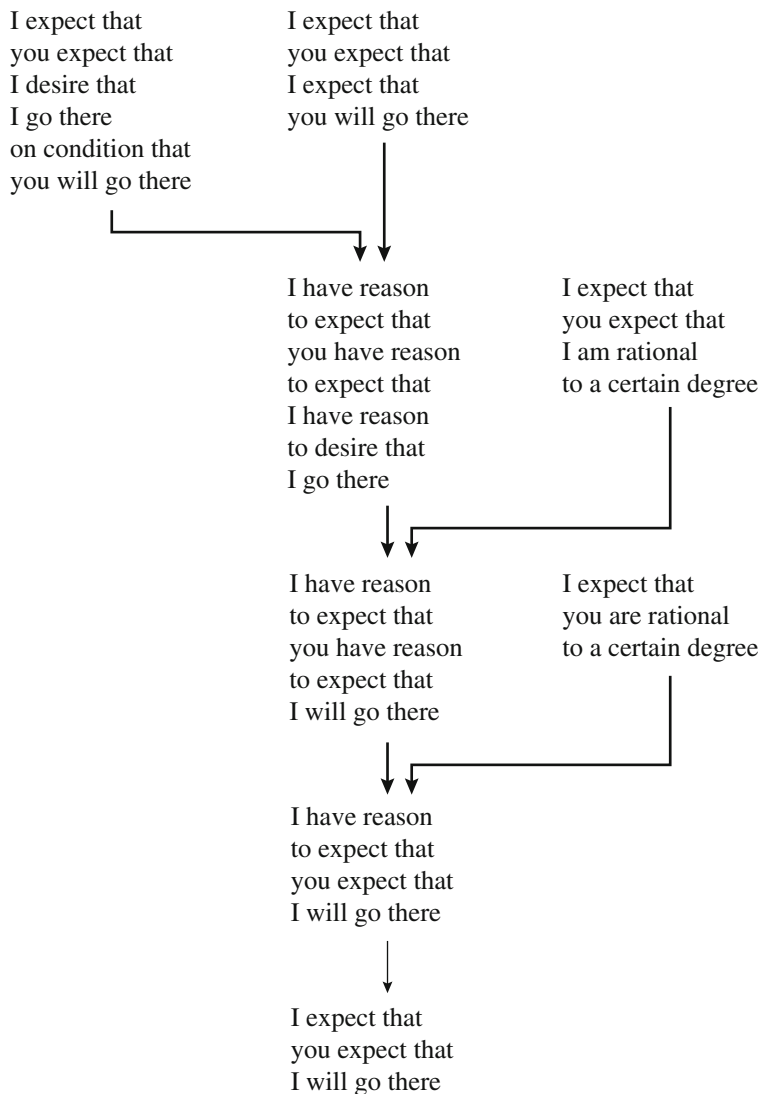 I expect that
you expect that
I desire that
I go there
on condition that
you will go there
I expect that
you expect that
I expect that
you will go there
I have reason
to expect that
you have reason
to expect that
I have reason
to desire that
I go there
I expect that
you expect that
I am rational
to a certain degree
I have reason
to expect that
you have reason
to expect that
I will go there
I expect that
you are rational
to a certain degree
I have reason
to expect that
you expect that
I will go there
I expect that
you expect that
I will go there